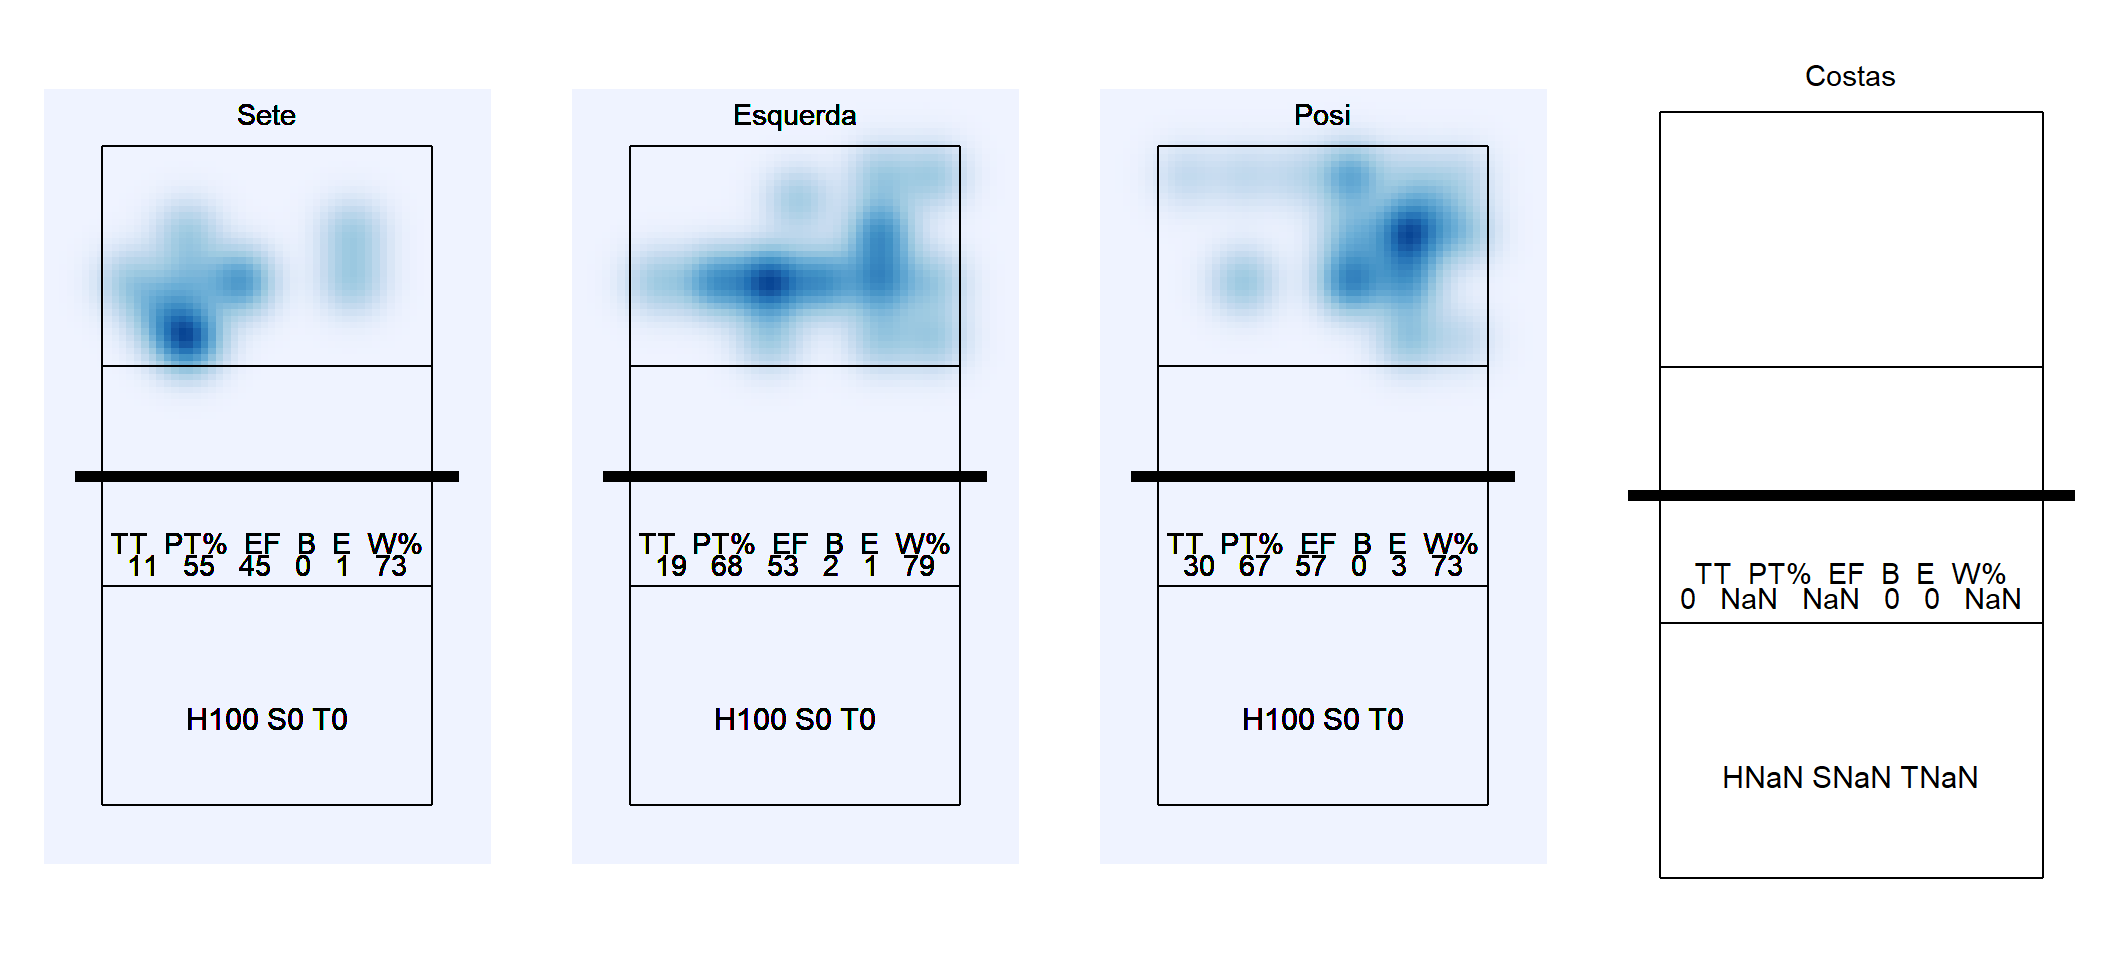 Sete
TT PT% EF B E W%
11 55 45 0 1 73
H100 S0 T0
Esquerda
TT PT% EF B E W%
19 68 53 2 1 79
H100 S0 T0
Posi
TT PT% EF B E W%
30 67 57 0 3 73
H100 S0 T0
Costas
TT PT% EF B E W%
0 NaN NaN 0 0 NaN
HNaN SNaN TNaN